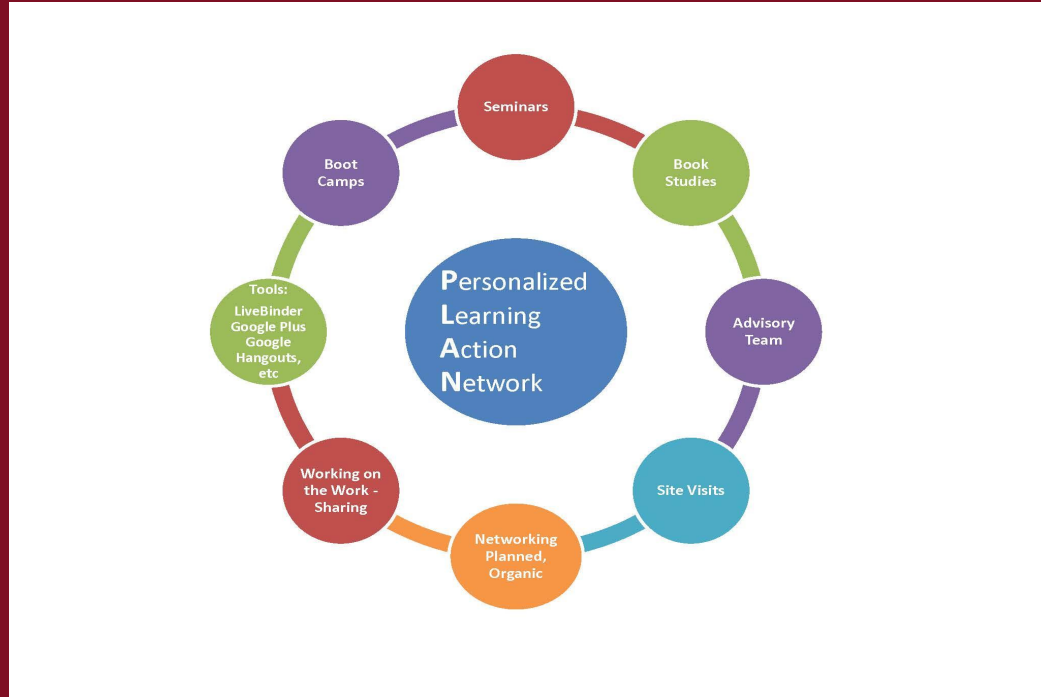 Seminars
Book
Studies
Advisory
Team
Site Visits
Networking
Planned,
Organic
Working on
the Work -
Sharing
Tools:
LiveBinder
Google Plus
Google
Hangouts,
etc
Boot
Camps
Personalized
Learning
Action
Network